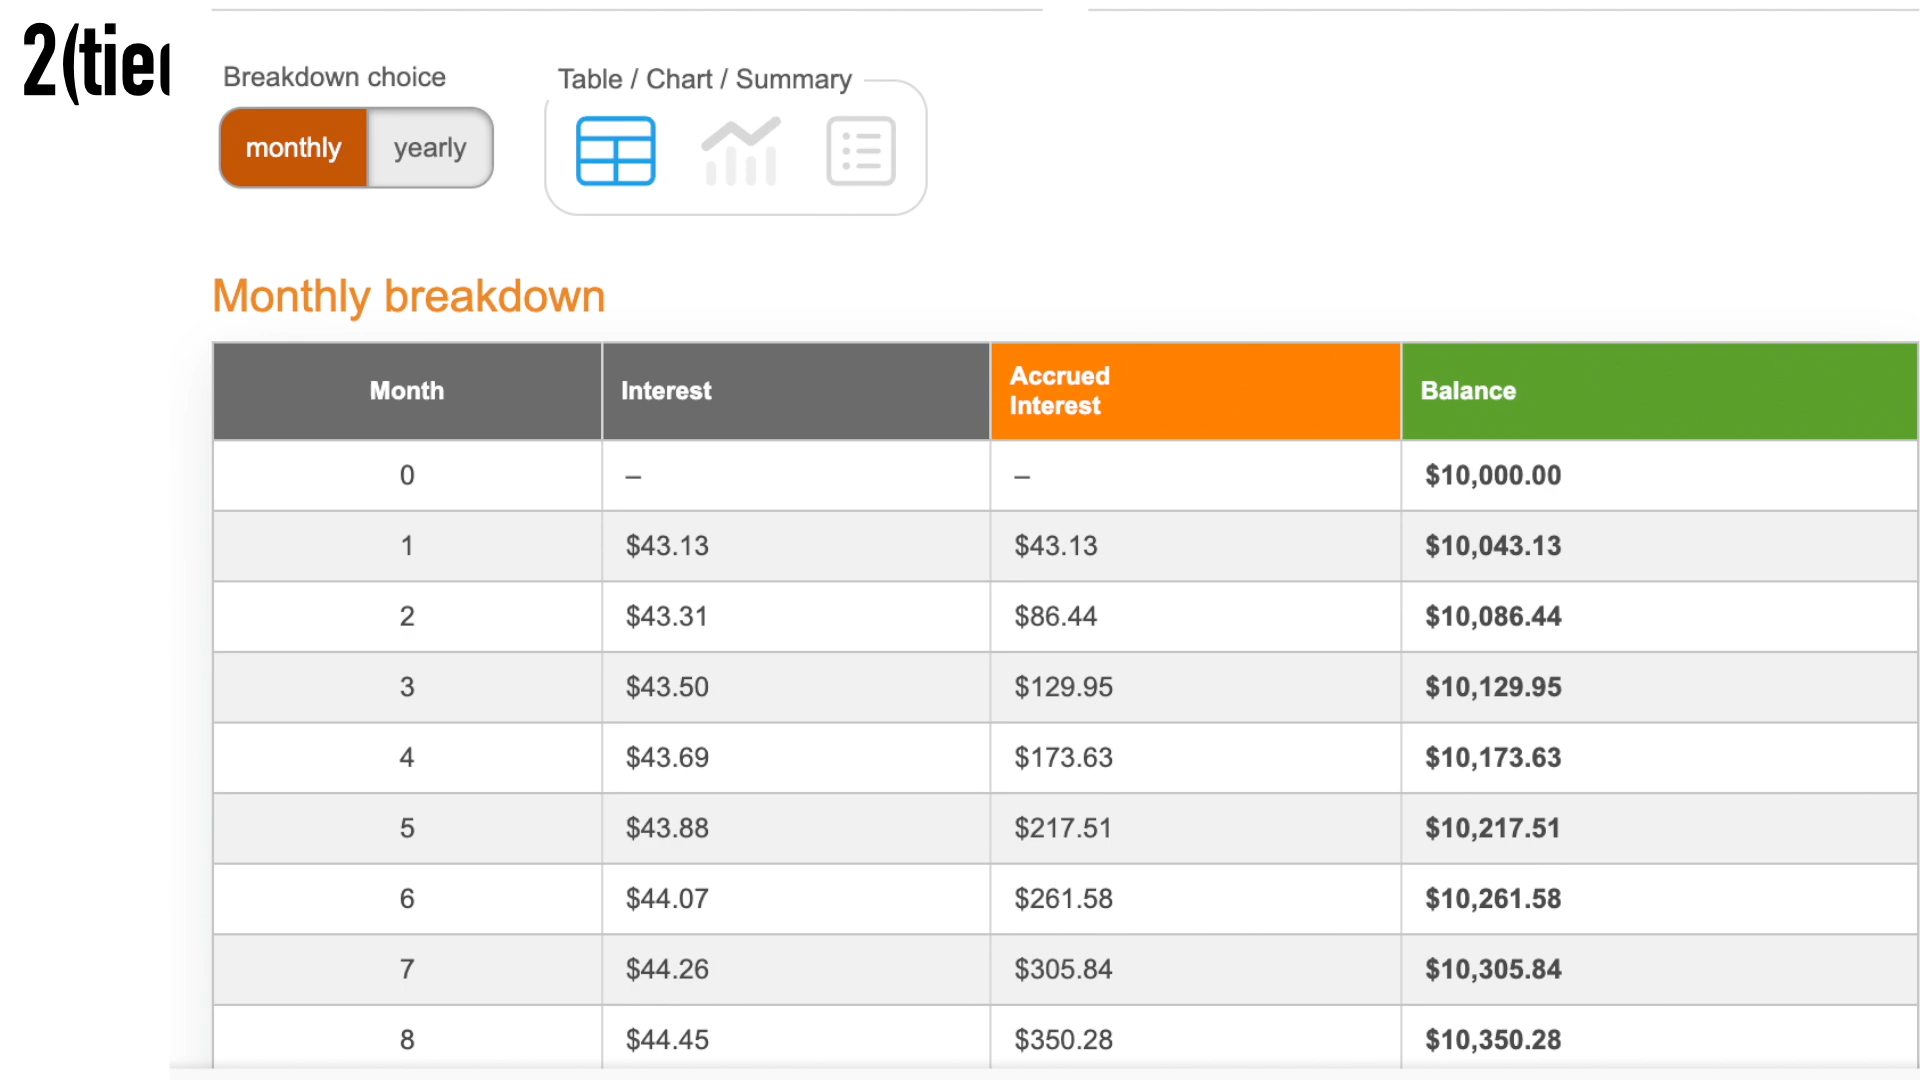 2(tie
Breakdown choice
Table / Chart / Summary
monthly yearly
Monthly breakdown
Month Interest Accrued Interest Balance
0 – – $10,000.00
1 $43.13 $43.13 $10,043.13
2 $43.31 $86.44 $10,086.44
3 $43.50 $129.95 $10,129.95
4 $43.69 $173.63 $10,173.63
5 $43.88 $217.51 $10,217.51
6 $44.07 $261.58 $10,261.58
7 $44.26 $305.84 $10,305.84
8 $44.45 $350.28 $10,350.28